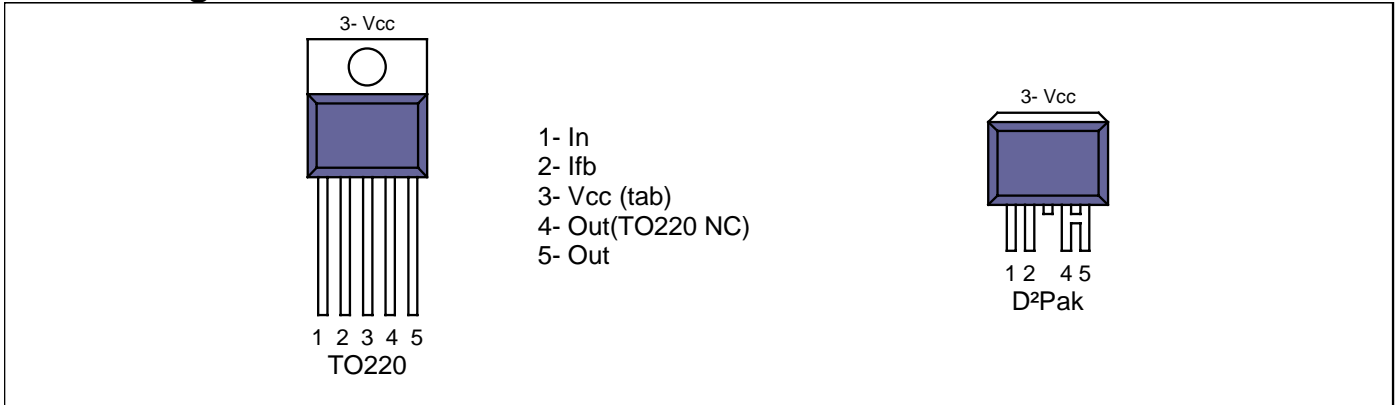 3- Vcc
1 2 3 4 5
TO220
1- In
2- Ifb
3- Vcc (tab)
4- Out(TO220 NC)
5- Out
3- Vcc
1 2 4 5
D²Pak